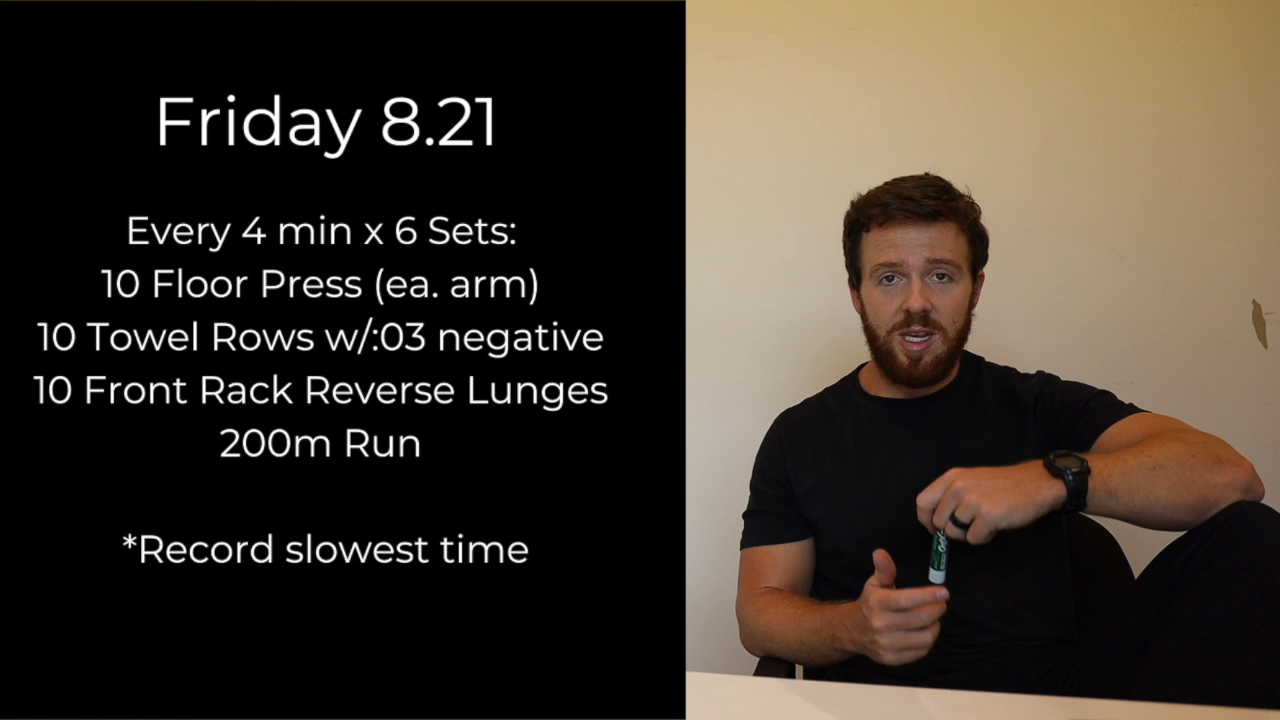 Friday 8.21
Every 4 min x 6 Sets:
10 Floor Press (ea. arm)
10 Towel Rows w/:03 negative
10 Front Rack Reverse Lunges
200m Run
*Record slowest time